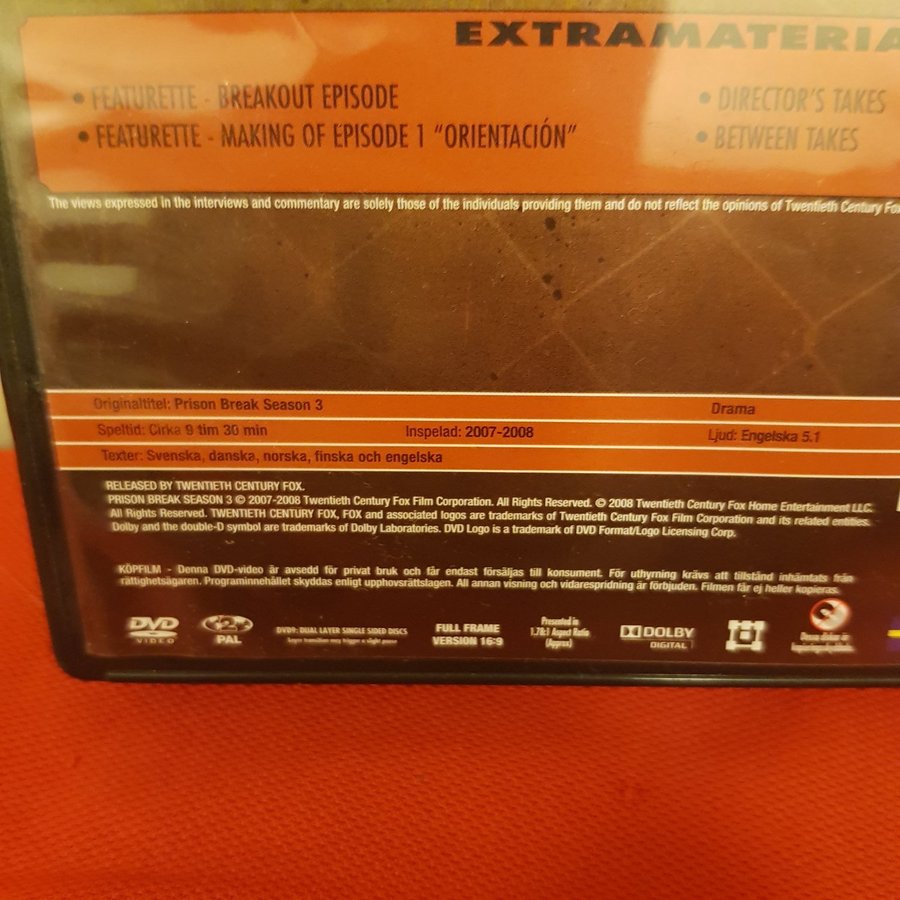 EXTRAMATERIA
• FEATURETTE - BREAKOUT EPISODE
• DIRECTOR'S TAKES
• FEATURETTE - MAKING OF EPISODE 1 "ORIENTACIÓN"
• BETWEEN TAKES
The views expressed in the interviews and commentary are solely those of the individuals providing them and do not reflect the opinions of Twentieth Century Fox
Originaltitel: Prison Break Season 3
Drama
Speltid: Cirka 9 tim 30 min
Inspelad: 2007-2008
Ljud: Engelska 5.1
Texter: Svenska, danska, norska, finska och engelska
RELEASED BY TWENTIETH CENTURY FOX.
PRISON BREAK SEASON 3 © 2007-2008 Twentieth Century Fox Film Corporation. All Rights Reserved. © 2008 Twentieth Century Fox Home Entertainment LLC.
All Rights Reserved. TWENTIETH CENTURY FOX, FOX and associated logos are trademarks of Twentieth Century Fox Film Corporation and its related entities.
Dolby and the double-D symbol are trademarks of Dolby Laboratories. DVD Logo is a trademark of DVD Format/Logo Licensing Corp.
KÖPFILM - Denna DVD-video är avsedd för privat bruk och får endast försäljas till konsument. För uthyrning krävs att tillstånd inhämtats från
rättighetsägaren. Programinnehållet skyddas enligt upphovsrättslagen. All annan visning och vidarespridning är förbjuden. Filmen får ej heller kopieras.
DVD
VIDEO
2
PAL
DVD9: DUAL LAYER SINGLE SIDED DISCS
Layer transition may trigger a slight pause
FULL FRAME
VERSION 16:9
Presented in
1.78:1 Aspect Ratio
(Approx)
DOLBY
DIGITAL
Dessa diskar är